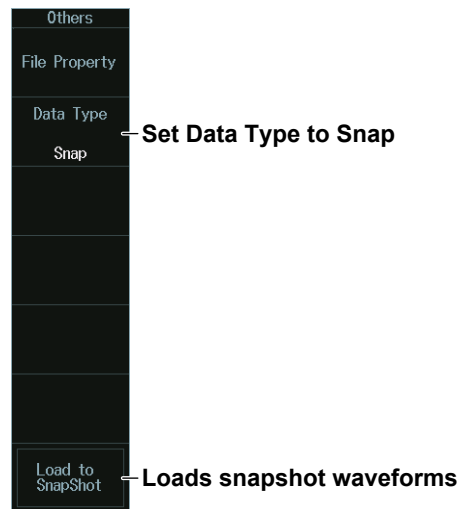 Others
File Property
Data Type
Set Data Type to Snap
Snap
Load to
SnapShot
Loads snapshot waveforms